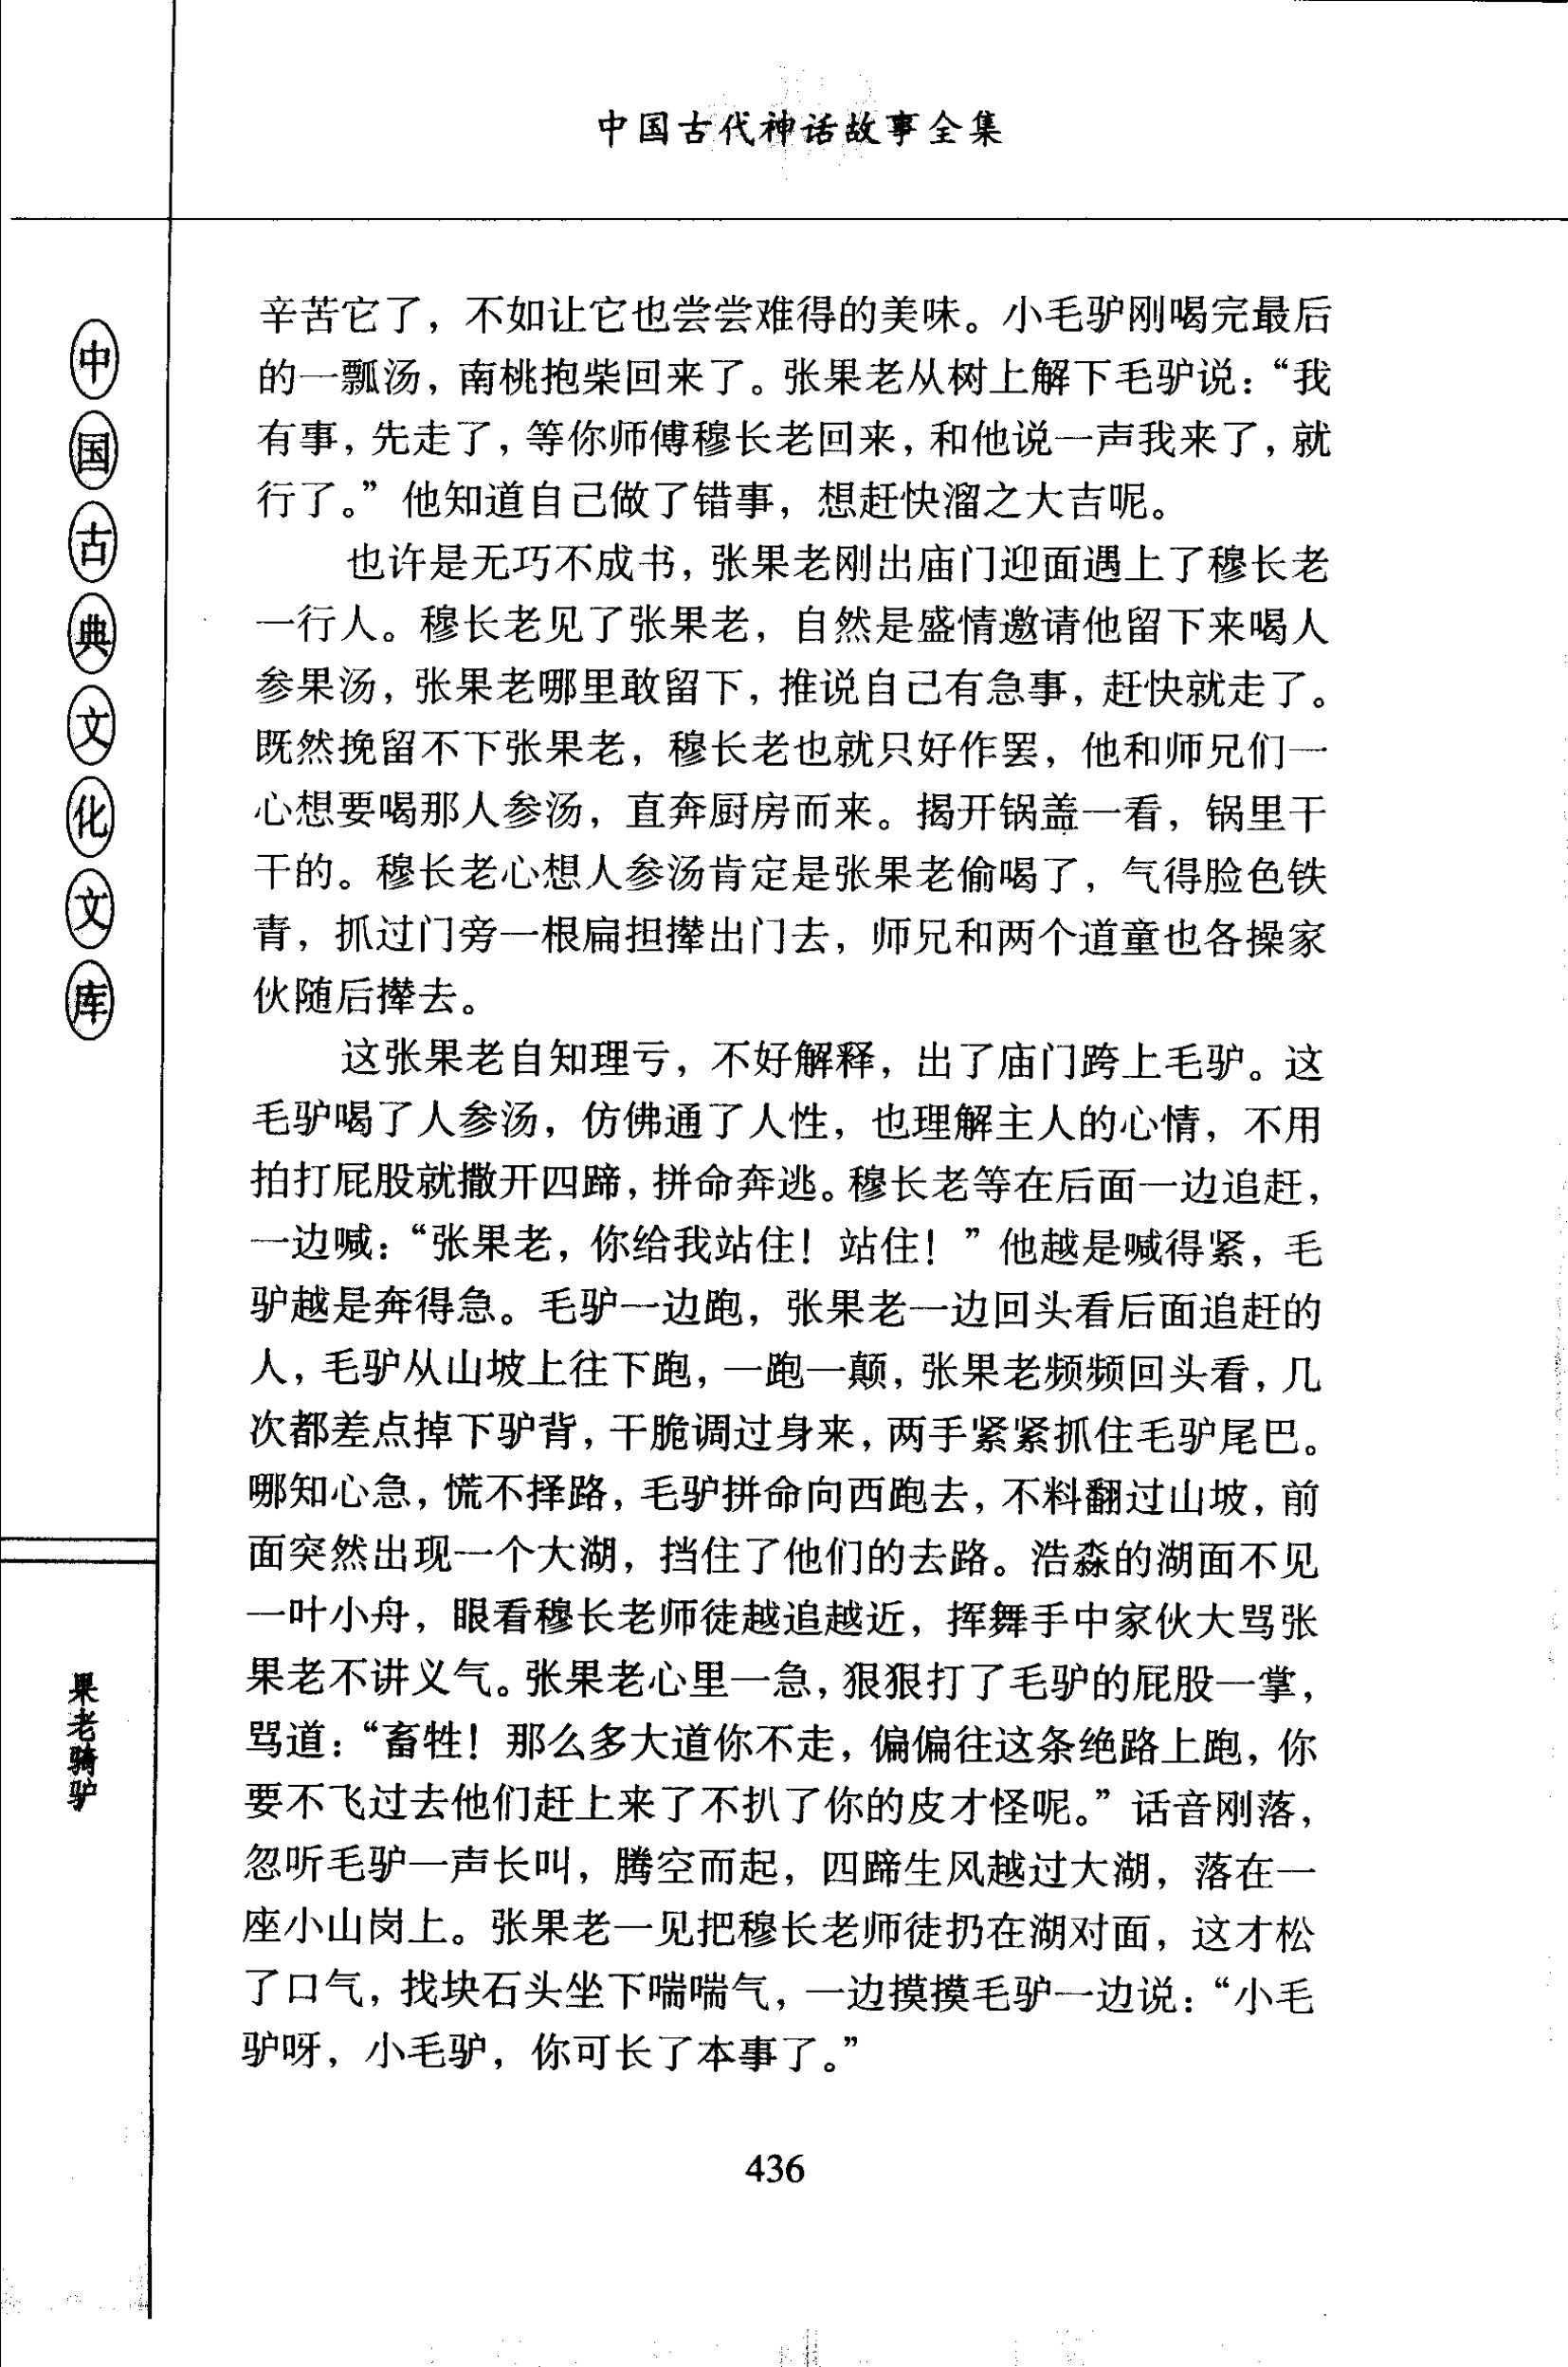 中国古代神话故事全集
中国古典文化文库
果老骑驴
辛苦它了，不如让它也尝尝难得的美味。小毛驴刚喝完最后
的一瓢汤，南桃抱柴回来了。张果老从树上解下毛驴说：“我
有事，先走了，等你师傅穆长老回来，和他说一声我来了，就
行了。”他知道自己做了错事，想赶快溜之大吉呢。
也许是无巧不成书，张果老刚出庙门迎面遇上了穆长老
一行人。穆长老见了张果老，自然是盛情邀请他留下来喝人
参果汤，张果老哪里敢留下，推说自己有急事，赶快就走了。
既然挽留不下张果老，穆长老也就只好作罢，他和师兄们一
心想要喝那人参汤，直奔厨房而来。揭开锅盖一看，锅里干
干的。穆长老心想人参汤肯定是张果老偷喝了，气得脸色铁
青，抓过门旁一根扁担撵出门去，师兄和两个道童也各操家
伙随后撵去。
这张果老自知理亏，不好解释，出了庙门跨上毛驴。这
毛驴喝了人参汤，仿佛通了人性，也理解主人的心情，不用
拍打屁股就撒开四蹄，拼命奔逃。穆长老等在后面一边追赶，
一边喊：“张果老，你给我站住！站住！”他越是喊得紧，毛
驴越是奔得急。毛驴一边跑，张果老一边回头看后面追赶的
人，毛驴从山坡上往下跑，一跑一颠，张果老频频回头看，几
次都差点掉下驴背，干脆调过身来，两手紧紧抓住毛驴尾巴。
哪知心急，慌不择路，毛驴拼命向西跑去，不料翻过山坡，前
面突然出现一个大湖，挡住了他们的去路。浩淼的湖面不见
一叶小舟，眼看穆长老师徒越追越近，挥舞手中家伙大骂张
果老不讲义气。张果老心里一急，狠狠打了毛驴的屁股一掌，
骂道：“畜牲！那么多大道你不走，偏偏往这条绝路上跑，你
要不飞过去他们赶上来了不扒了你的皮才怪呢。”话音刚落，
忽听毛驴一声长叫，腾空而起，四蹄生风越过大湖，落在一
座小山岗上。张果老一见把穆长老师徒扔在湖对面，这才松
了口气，找块石头坐下喘喘气，一边摸摸毛驴一边说：“小毛
驴呀，小毛驴，你可长了本事了。”
436